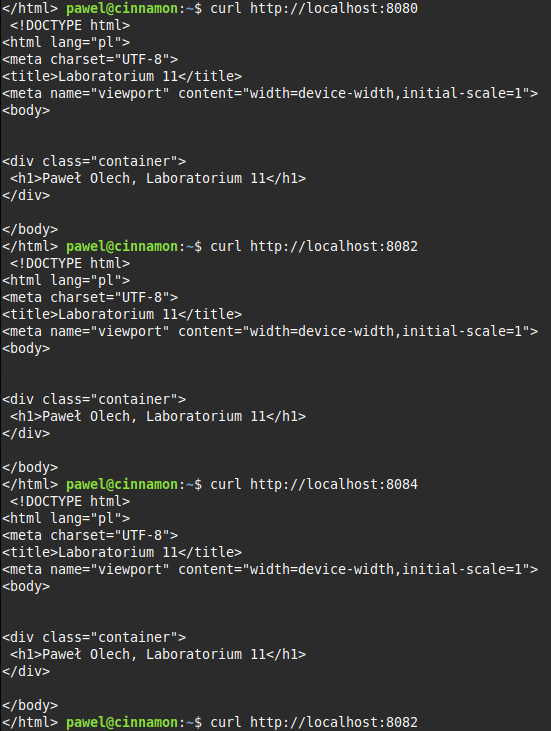 </html> pawel@cinnamon:~$ curl http://localhost:8080
 <!DOCTYPE html>
<html lang="pl">
<meta charset="UTF-8">
<title>Laboratorium 11</title>
<meta name="viewport" content="width=device-width,initial-scale=1">
<body>
<div class="container">
 <h1>Paweł Olech, Laboratorium 11</h1>
</div>
</body>
</html> pawel@cinnamon:~$ curl http://localhost:8082
 <!DOCTYPE html>
<html lang="pl">
<meta charset="UTF-8">
<title>Laboratorium 11</title>
<meta name="viewport" content="width=device-width,initial-scale=1">
<body>
<div class="container">
 <h1>Paweł Olech, Laboratorium 11</h1>
</div>
</body>
</html> pawel@cinnamon:~$ curl http://localhost:8084
 <!DOCTYPE html>
<html lang="pl">
<meta charset="UTF-8">
<title>Laboratorium 11</title>
<meta name="viewport" content="width=device-width,initial-scale=1">
<body>
<div class="container">
 <h1>Paweł Olech, Laboratorium 11</h1>
</div>
</body>
</html> pawel@cinnamon:~$ curl http://localhost:8082